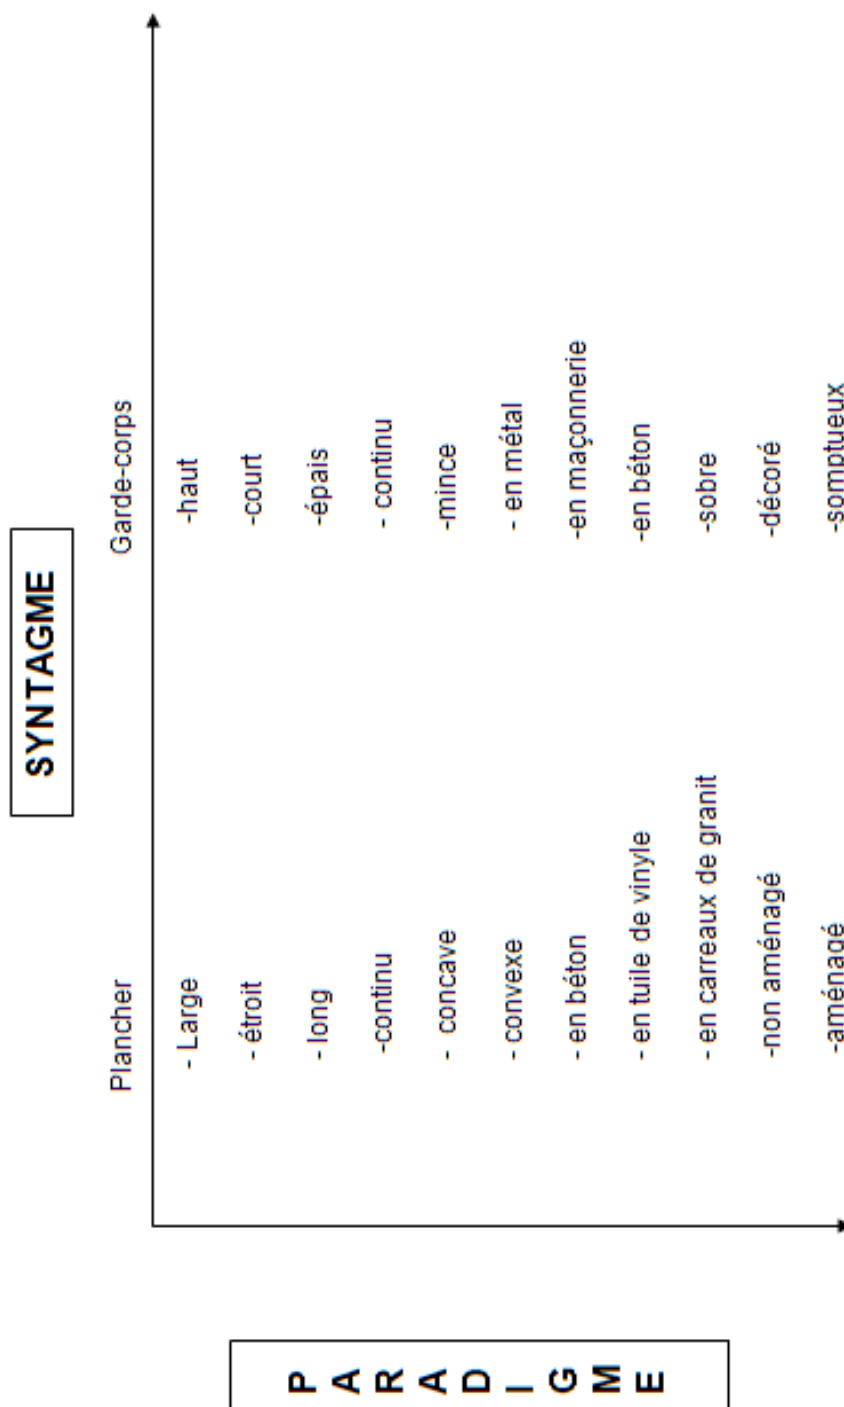 SYNTAGME
Plancher Garde-corps
- Large -haut
- étroit -court
- long -épais
-continu - continu
- concave -mince
- convexe - en métal
- en béton -en maçonnerie
- en tuile de vinyle -en béton
- en carreaux de granit -sobre
-non aménagé -décoré
-aménagé -somptueux
P
A
R
A
D
I
G
M
E